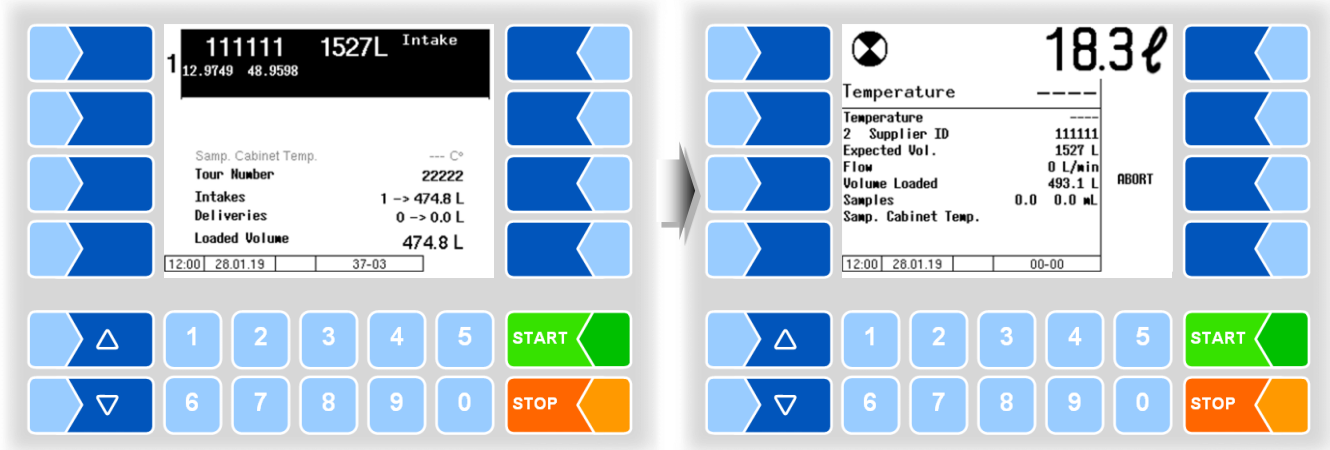 111111 1527L Intake
1
12.9749 48.9598
Samp. Cabinet Temp. --- C°
Tour Number 22222
Intakes 1 -> 474.8 L
Deliveries 0 -> 0.0 L
Loaded Volume 474.8 L
12:00 28.01.19 37-03
1 2 3 4 5 START
6 7 8 9 0 STOP
18.3ℓ
Temperature ----
Temperature ----
2 Supplier ID 111111
Expected Vol. 1527 L
Flow 0 L/min
Volume Loaded 493.1 L
ABORT
Samples 0.0 0.0 mL
Samp. Cabinet Temp.
12:00 28.01.19 00-00
1 2 3 4 5 START
6 7 8 9 0 STOP